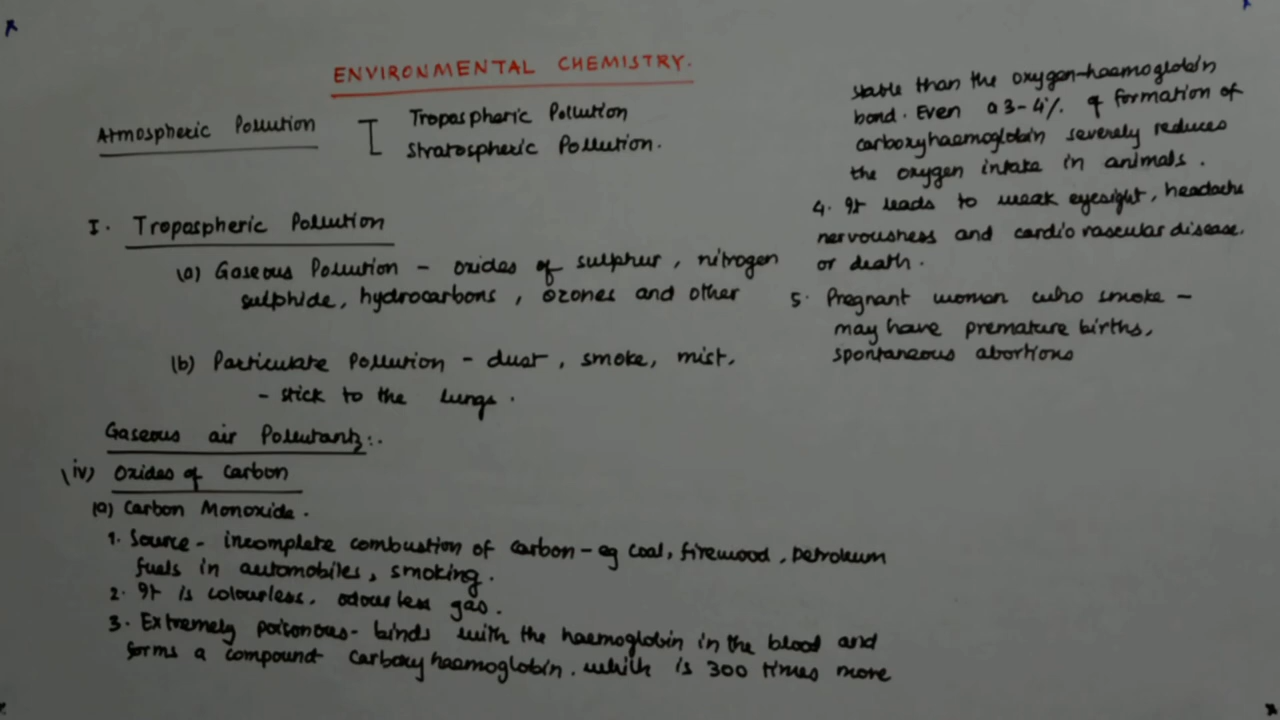 ENVIRONMENTAL CHEMISTRY.
Atmospheric Pollution
Tropospheric Pollution
Stratospheric Pollution.
I. Tropospheric Pollution
(a) Gaseous Pollution - oxides of sulphur, nitrogen
sulphide, hydrocarbons, ozones and other
(b) Particulate Pollution - dust, smoke, mist.
- stick to the lungs.
Gaseous air Pollutants:.
(iv) Oxides of Carbon
(a) Carbon Monoxide.
1. Source - incomplete combustion of carbon - eg coal, firewood, petroleum
fuels in automobiles, smoking.
2. It is colourless, odourless gas.
3. Extremely poisonous - binds with the haemoglobin in the blood and
forms a compound carboxyhaemoglobin. which is 300 times more
stable than the oxygen-haemoglobin
bond. Even a 3-4% of formation of
carboxyhaemoglobin severely reduces
the oxygen intake in animals.
4. It leads to weak eyesight, headache
nervousness and cardio vascular disease.
or death.
5. Pregnant woman who smoke -
may have premature births,
spontaneous abortions